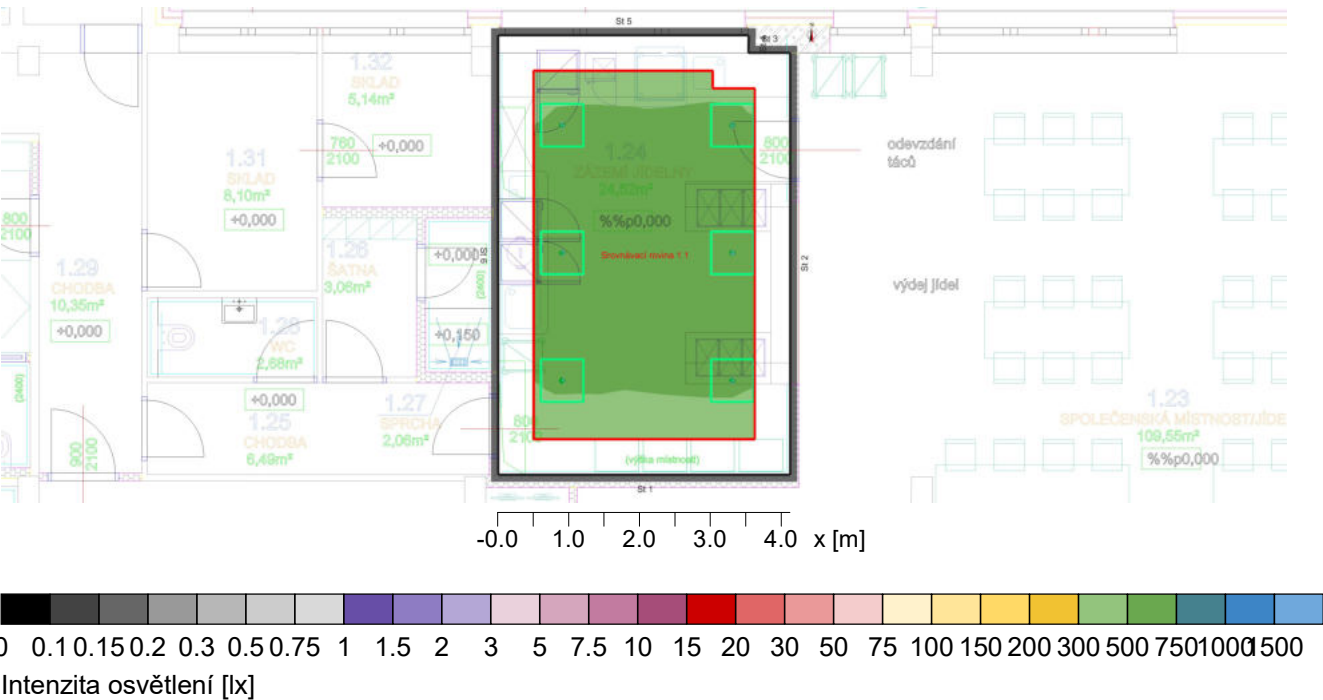 St 5
St 3
1.32
SKLAD
5,14m²
760
2100
+0,000
1.31
SKLAD
8,10m²
+0,000
1.24
ZÁZEMÍ JÍDELNY
24,52m²
%%p0,000
Srovnávací rovina 1.1
800
2100
odevzdání
táců
800
2100
1.29
CHODBA
10,35m²
+0,000
ŠATNA
3,06m²
+0,000
(2400)
St 6
St 2
výdej jídel
WC
2,68m²
+0,150
(2400)
+0,000
1.25
CHODBA
6,49m²
1.27
SPRCHA
2,06m²
900
2100
800
2100
(výška místnosti)
St 1
1.23
SPOLEČENSKÁ MÍSTNOST/JÍDE
109,55m²
%%p0,000
-0.0 1.0 2.0 3.0 4.0 x [m]
0 0.1 0.15 0.2 0.3 0.5 0.75 1 1.5 2 3 5 7.5 10 15 20 30 50 75 100 150 200 300 500 750 1000 1500
Intenzita osvětlení [lx]